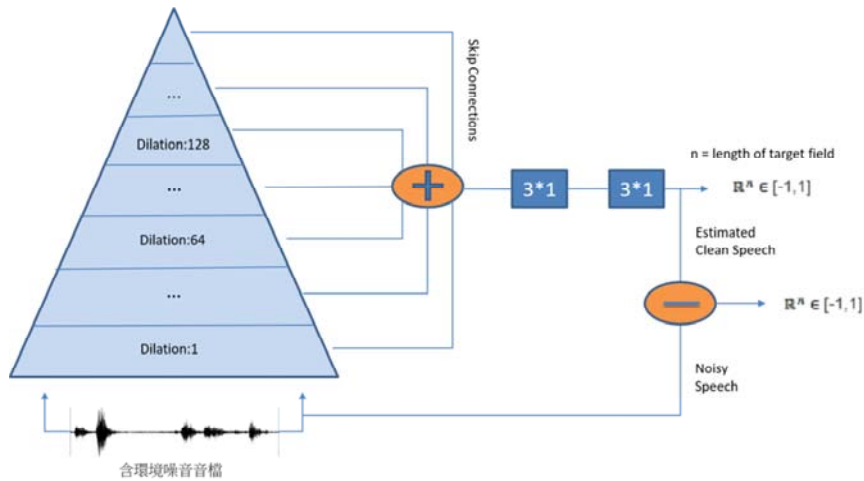 ...
Dilation:128
...
Dilation:64
...
Dilation:1
Skip Connections
+
3*1
3*1
n = length of target field
ℝⁿ ∈ [-1,1]
Estimated
Clean Speech
−
ℝⁿ ∈ [-1,1]
Noisy
Speech
含環境噪音音檔